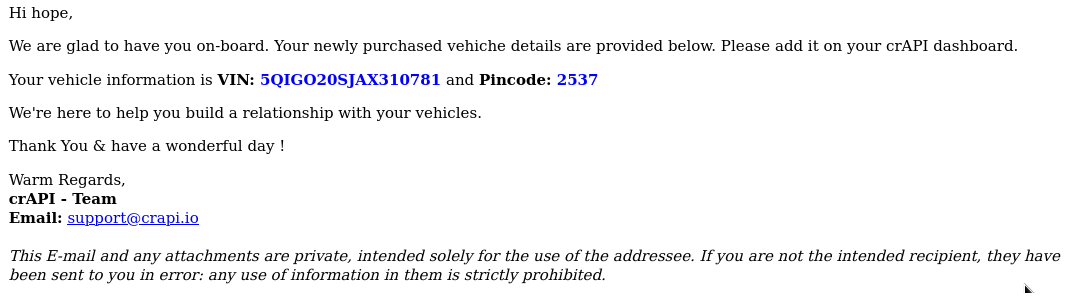 Hi hope,
We are glad to have you on-board. Your newly purchased vehiche details are provided below. Please add it on your crAPI dashboard.
Your vehicle information is VIN: 5QIGO20SJAX310781 and Pincode: 2537
We're here to help you build a relationship with your vehicles.
Thank You & have a wonderful day !
Warm Regards,
crAPI - Team
Email: support@crapi.io
This E-mail and any attachments are private, intended solely for the use of the addressee. If you are not the intended recipient, they have
been sent to you in error: any use of information in them is strictly prohibited.